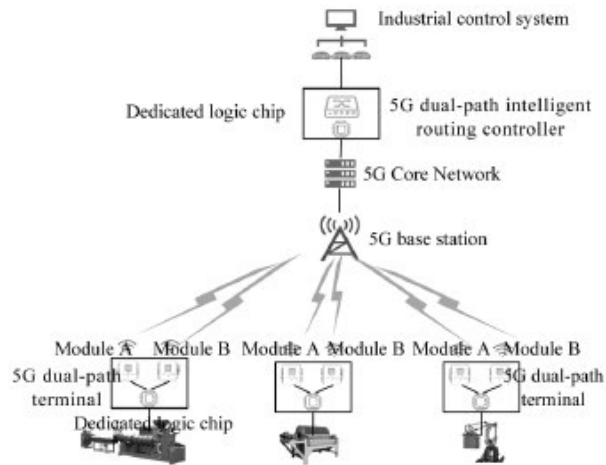 Industrial control system
Dedicated logic chip
5G dual-path intelligent
routing controller
5G Core Network
5G base station
Module A Module B
Module A Module B
Module A Module B
5G dual-path
terminal
5G dual-path
terminal
Dedicated logic chip